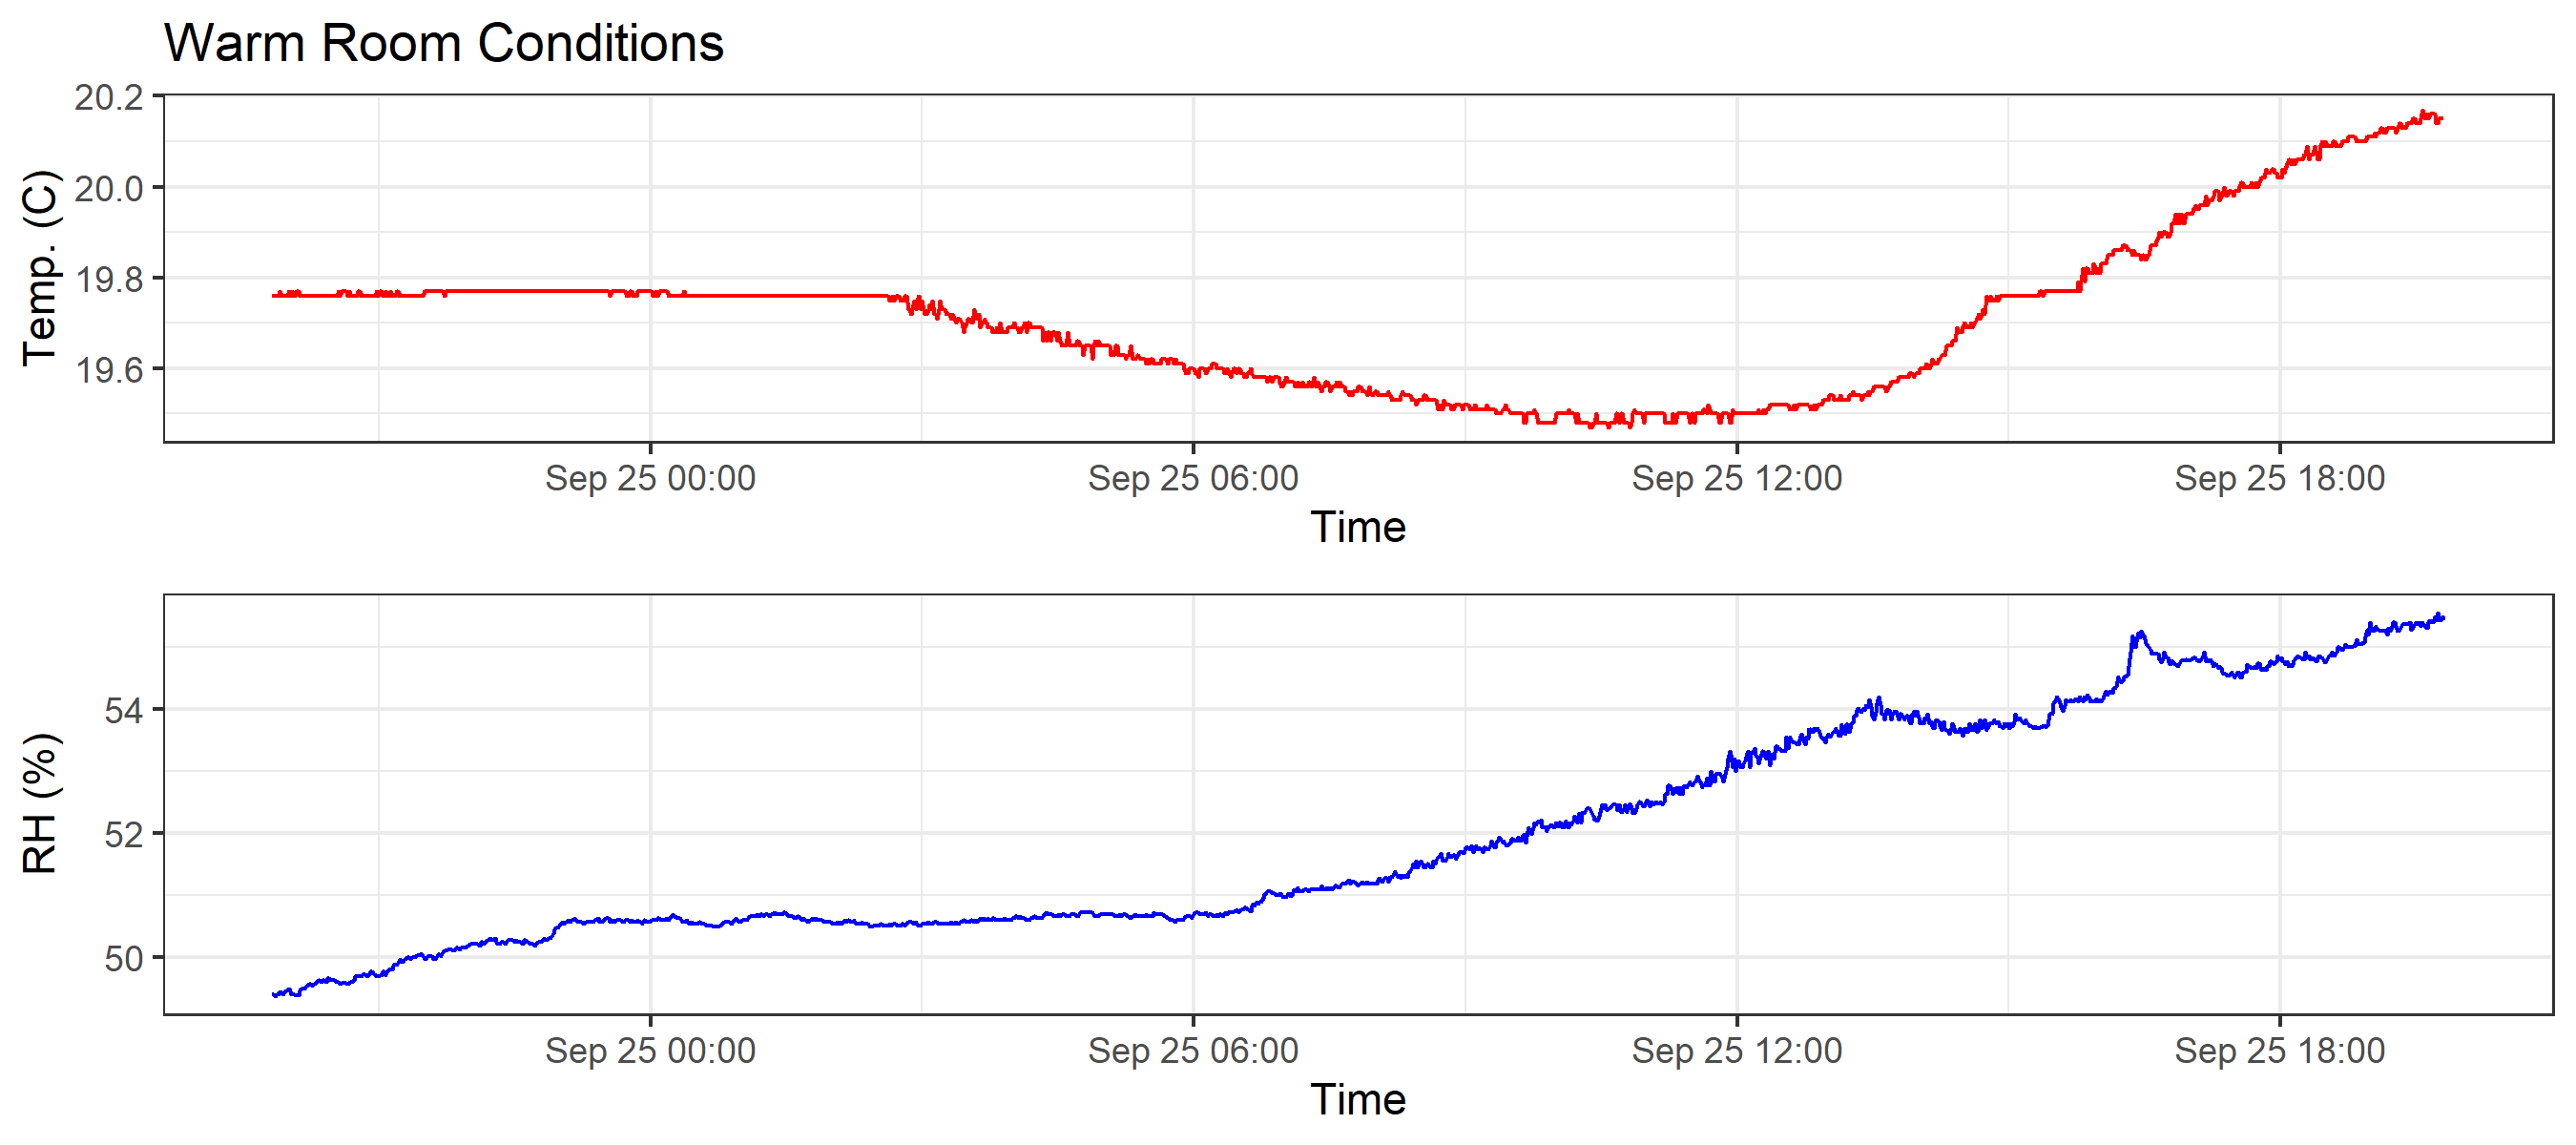 Warm Room Conditions
20.2
20.0
19.8
19.6
Temp. (C)
Sep 25 00:00 Sep 25 06:00 Sep 25 12:00 Sep 25 18:00
Time
54
52
50
RH (%)
Sep 25 00:00 Sep 25 06:00 Sep 25 12:00 Sep 25 18:00
Time